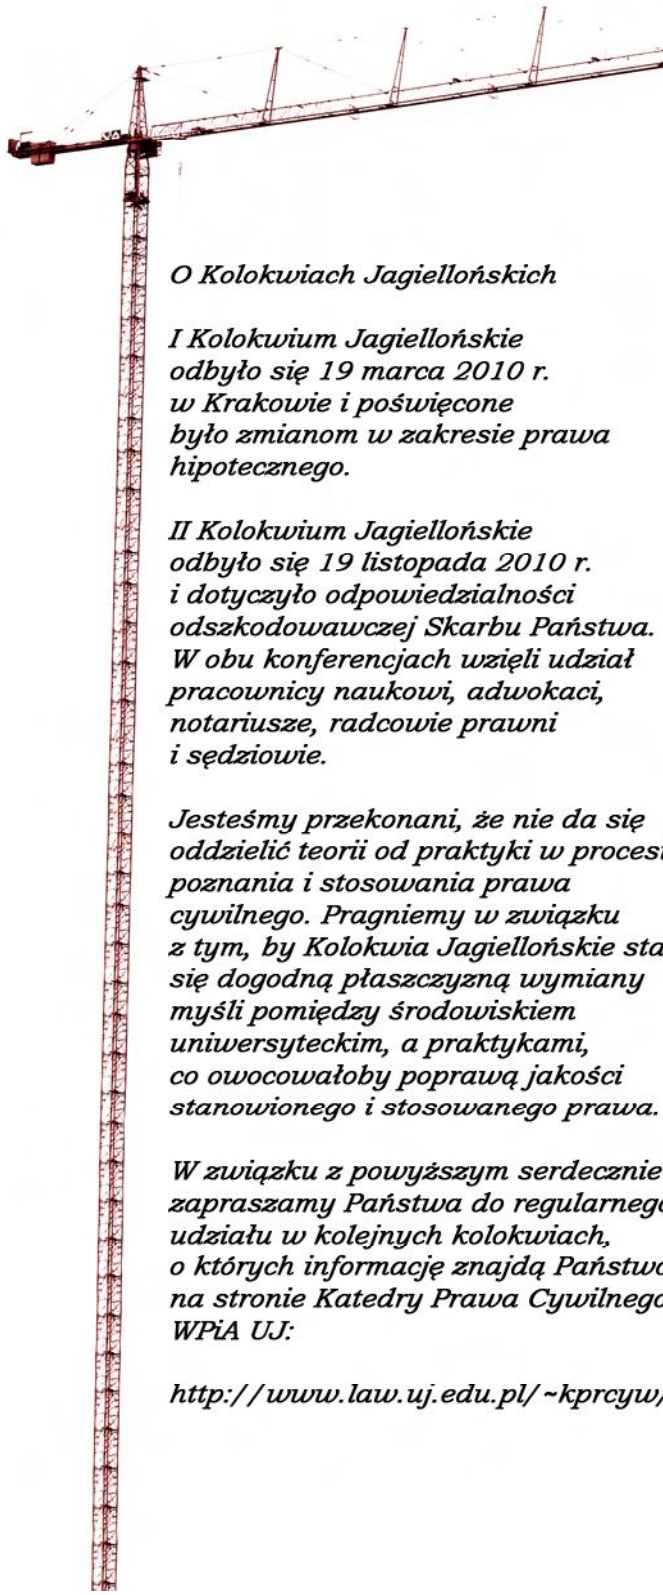 O Kolokwiach Jagiellońskich
I Kolokwium Jagiellońskie
odbyło się 19 marca 2010 r.
w Krakowie i poświęcone
było zmianom w zakresie prawa
hipotecznego.
II Kolokwium Jagiellońskie
odbyło się 19 listopada 2010 r.
i dotyczyło odpowiedzialności
odszkodowawczej Skarbu Państwa.
W obu konferencjach wzięli udział
pracownicy naukowi, adwokaci,
notariusze, radcowie prawni
i sędziowie.
Jesteśmy przekonani, że nie da się
oddzielić teorii od praktyki w procesi
poznania i stosowania prawa
cywilnego. Pragniemy w związku
z tym, by Kolokwia Jagiellońskie sta
się dogodną płaszczyzną wymiany
myśli pomiędzy środowiskiem
uniwersyteckim, a praktykami,
co owocowałoby poprawą jakości
stanowionego i stosowanego prawa.
W związku z powyższym serdecznie
zapraszamy Państwa do regularnego
udziału w kolejnych kolokwiach,
o których informację znajdą Państwo
na stronie Katedry Prawa Cywilnego
WPiA UJ:
http://www.law.uj.edu.pl/~kprcyw/